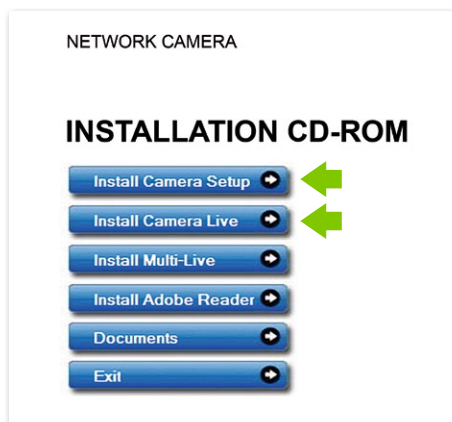 NETWORK CAMERA
INSTALLATION CD-ROM
Install Camera Setup
Install Camera Live
Install Multi-Live
Install Adobe Reader
Documents
Exit